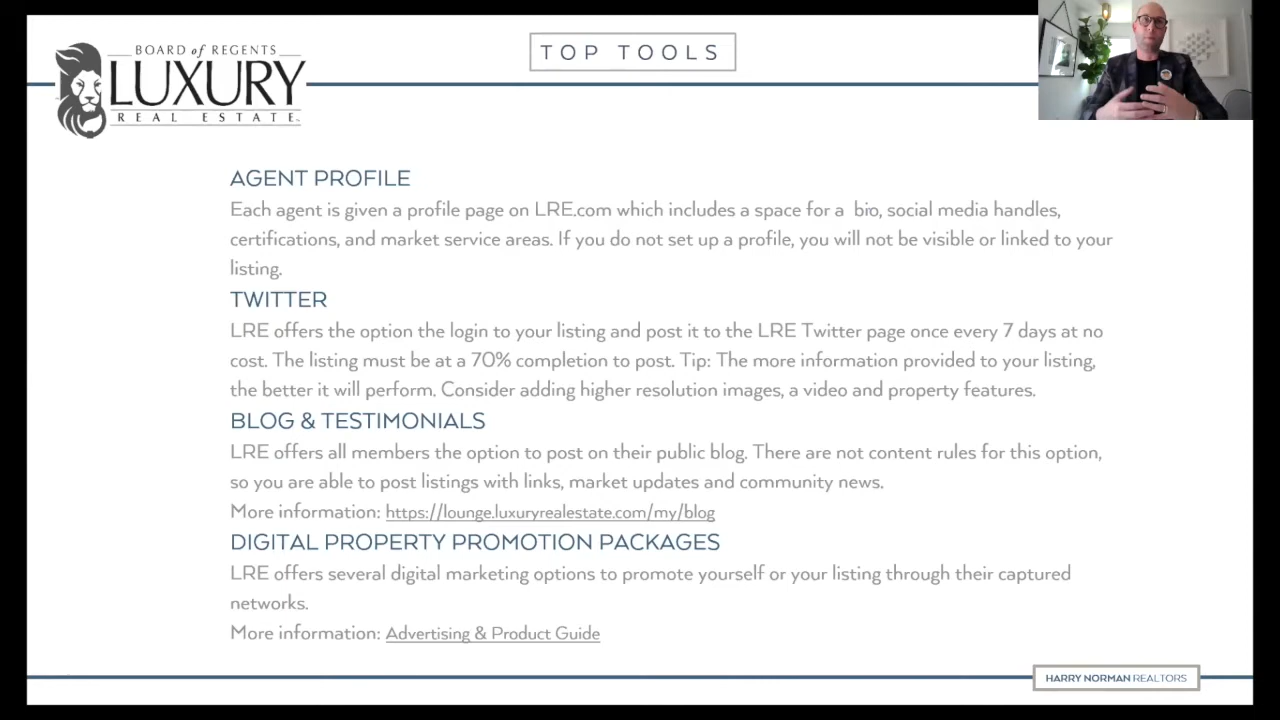 BOARD of REGENTS
LUXURY
REAL ESTATE
TOP TOOLS
AGENT PROFILE
Each agent is given a profile page on LRE.com which includes a space for a bio, social media handles,
certifications, and market service areas. If you do not set up a profile, you will not be visible or linked to your
listing.
TWITTER
LRE offers the option the login to your listing and post it to the LRE Twitter page once every 7 days at no
cost. The listing must be at a 70% completion to post. Tip: The more information provided to your listing,
the better it will perform. Consider adding higher resolution images, a video and property features.
BLOG & TESTIMONIALS
LRE offers all members the option to post on their public blog. There are not content rules for this option,
so you are able to post listings with links, market updates and community news.
More information: https://lounge.luxuryrealestate.com/my/blog
DIGITAL PROPERTY PROMOTION PACKAGES
LRE offers several digital marketing options to promote yourself or your listing through their captured
networks.
More information: Advertising & Product Guide
HARRY NORMAN REALTORS